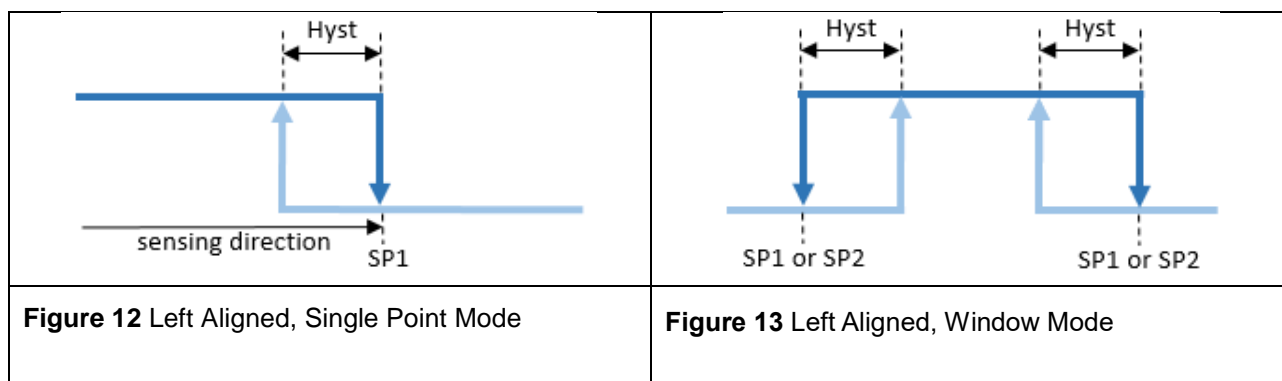 Hyst
sensing direction
SP1
Hyst
Hyst
SP1 or SP2
SP1 or SP2
Figure 12 Left Aligned, Single Point Mode
Figure 13 Left Aligned, Window Mode